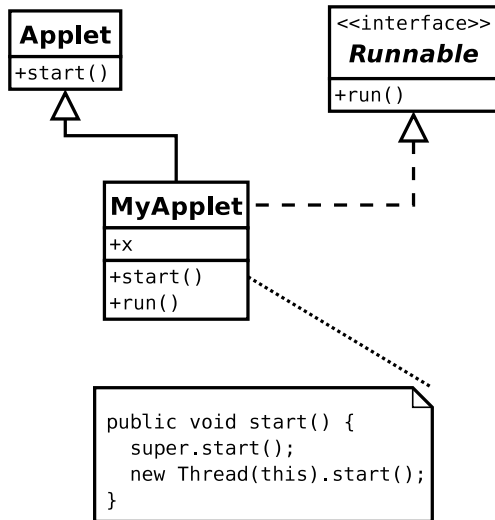 Applet
+start()
<<interface>>
Runnable
+run()
MyApplet
+x
+start()
+run()
public void start() {
  super.start();
  new Thread(this).start();
}